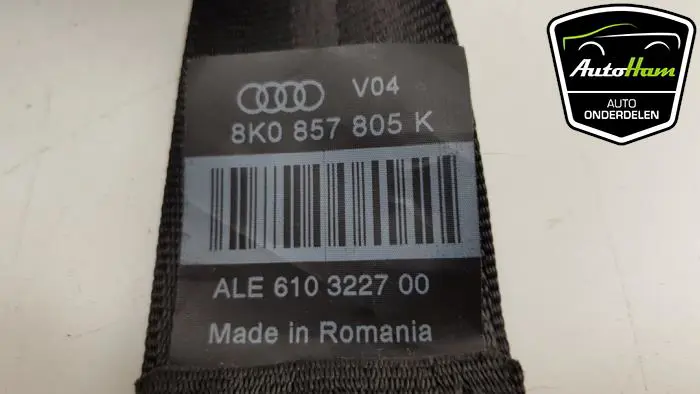 V04
8K0 857 805 K
ALE 610 3227 00
Made in Romania
AutoHam
AUTO
ONDERDELEN